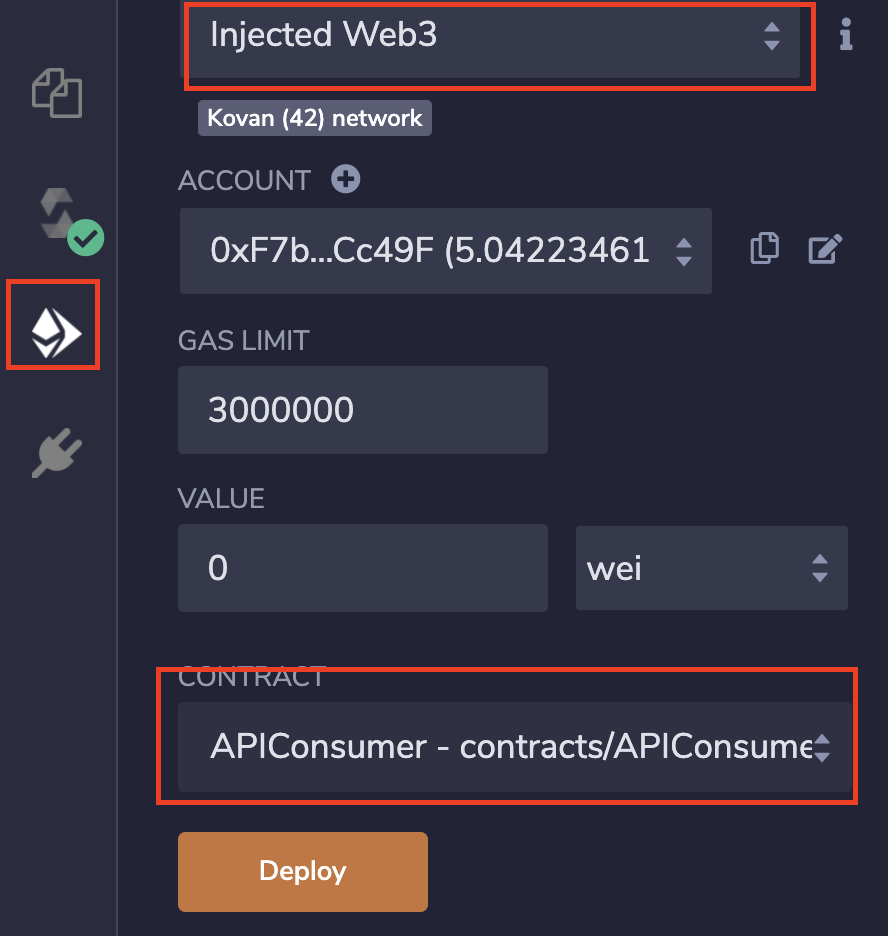 Injected Web3
Kovan (42) network
ACCOUNT
0xF7b...Cc49F (5.04223461
GAS LIMIT
3000000
VALUE
0
wei
CONTRACT
APIConsumer - contracts/APIConsume
Deploy